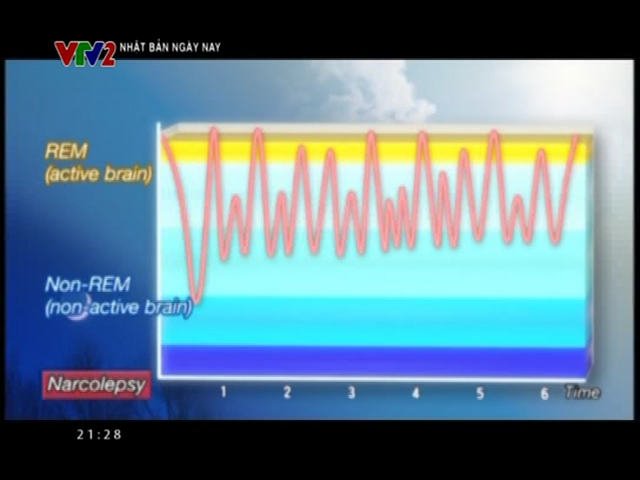 VTV2
NHẬT BẢN NGÀY NAY
REM
(active brain)
Non-REM
(non-active brain)
Narcolepsy
1 2 3 4 5 6 Time
21:28